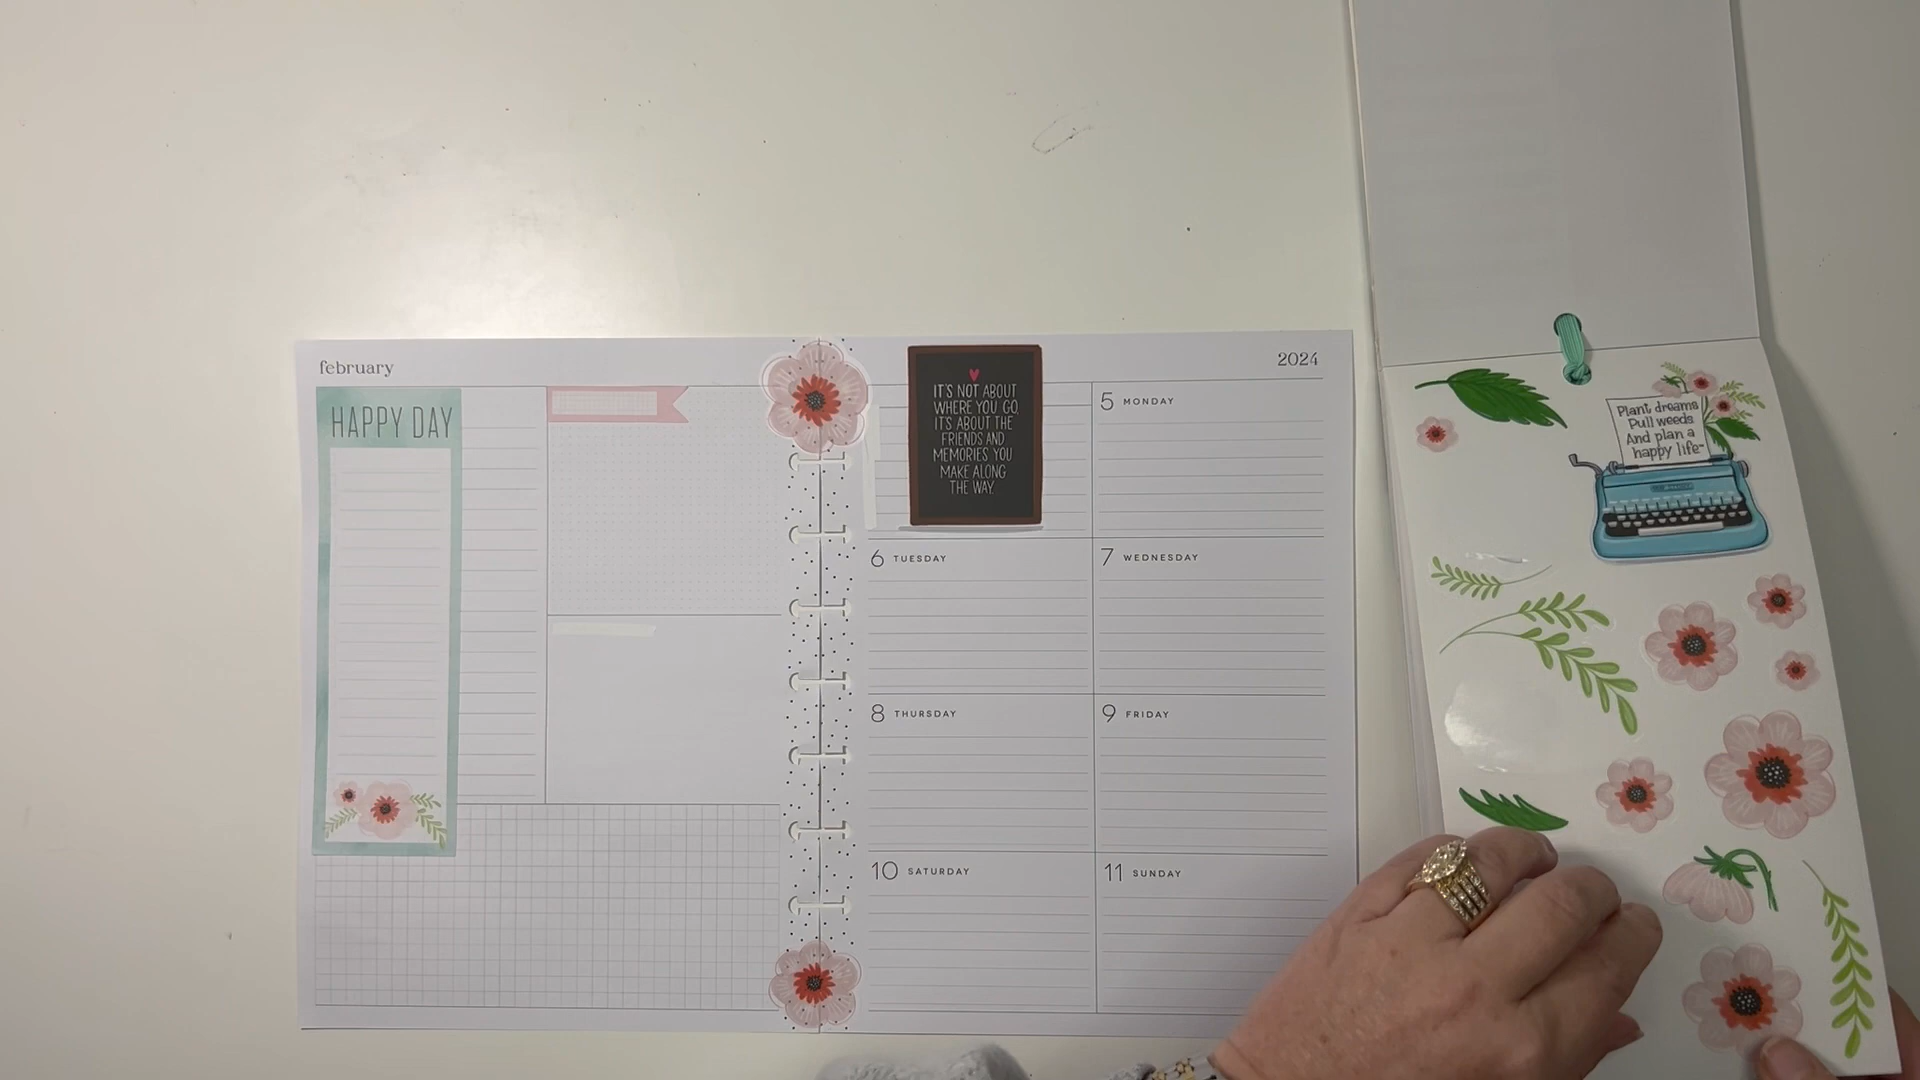 february
HAPPY DAY
IT'S NOT ABOUT
WHERE YOU GO,
IT'S ABOUT THE
FRIENDS AND
MEMORIES YOU
MAKE ALONG
THE WAY.
2024
5 MONDAY
6 TUESDAY
7 WEDNESDAY
8 THURSDAY
9 FRIDAY
10 SATURDAY
11 SUNDAY
Plant dreams
Pull weeds
And plan a
happy life™